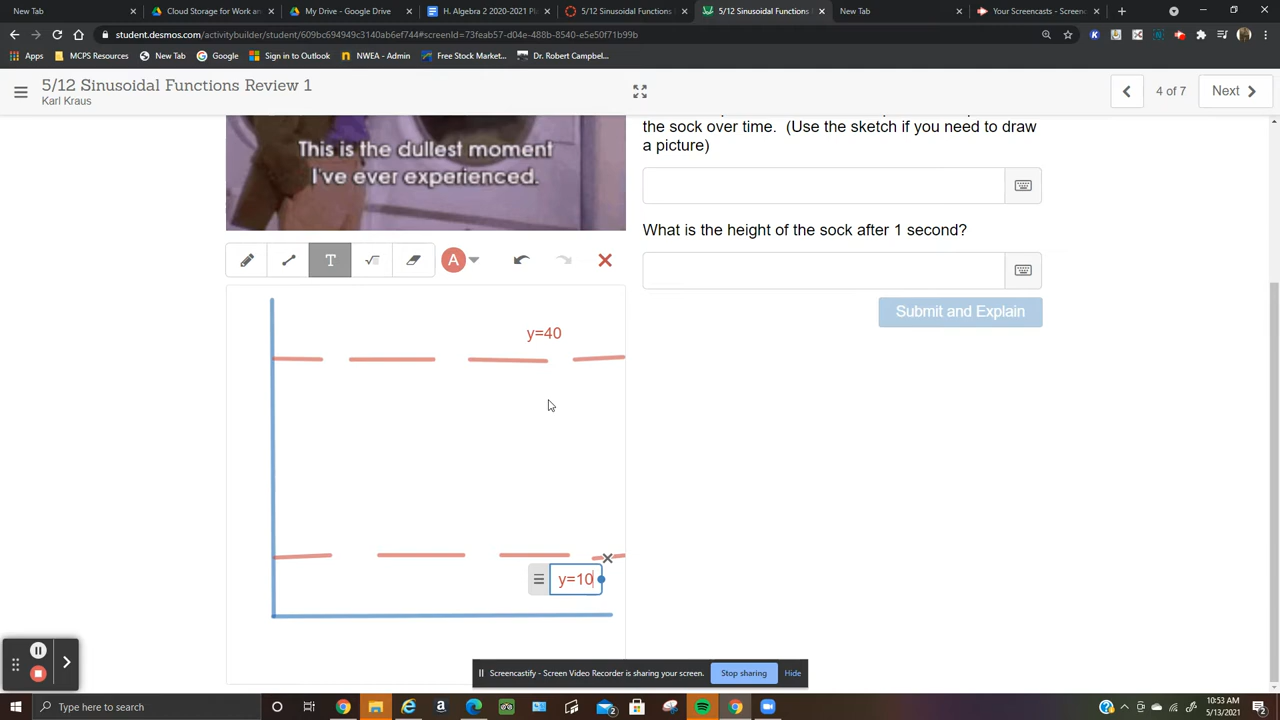 New Tab
Cloud Storage for Work an
My Drive - Google Drive
H. Algebra 2 2020-2021 Pl
5/12 Sinusoidal Functions
5/12 Sinusoidal Functions
New Tab
Your Screencasts - Screenc
student.desmos.com/activitybuilder/student/609bc694949c3140ab6ef744#screenId=73feab57-d04e-488b-8540-e5e50f71b99b
Apps
MCPS Resources
New Tab
Google
Sign in to Outlook
NWEA - Admin
Free Stock Market...
Dr. Robert Campbel...
5/12 Sinusoidal Functions Review 1
Karl Kraus
4 of 7
Next
This is the dullest moment
I've ever experienced.
the sock over time. (Use the sketch if you need to draw
a picture)
What is the height of the sock after 1 second?
Submit and Explain
T
A
y=40
y=10
Screencastify - Screen Video Recorder is sharing your screen.
Stop sharing
Hide
Type here to search
10:53 AM
5/13/2021